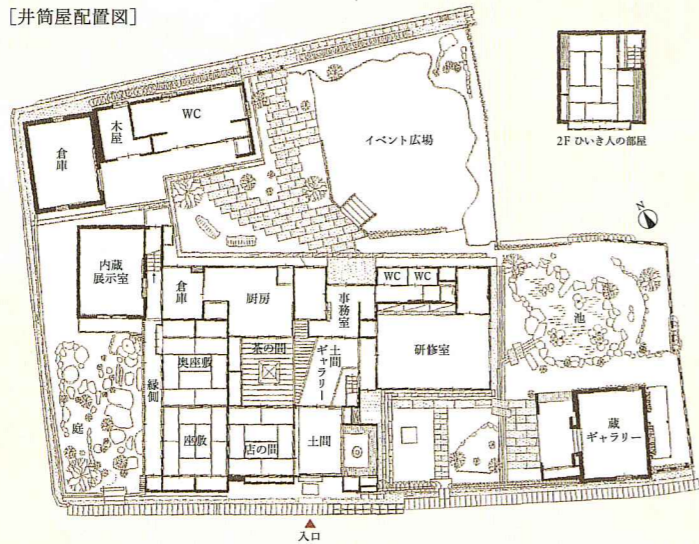 [井筒屋配置図]
倉庫
木屋
WC
イベント広場
2F ひいき人の部屋
N
内蔵
展示室
倉庫
厨房
事務室
WC
WC
池
奥座敷
茶の間
土間
ギャラリー
研修室
縁側
庭
座敷
店の間
土間
蔵
ギャラリー
入口